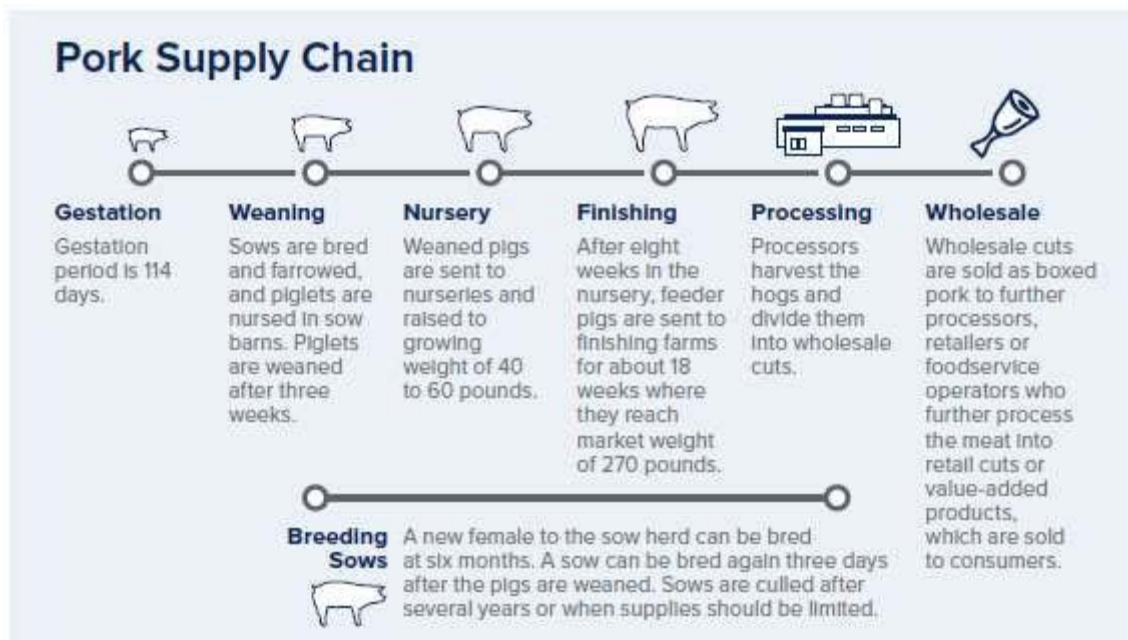 Pork Supply Chain
Gestation
Gestation
period is 114
days.
Weaning
Sows are bred
and farrowed,
and piglets are
nursed in sow
barns. Piglets
are weaned
after three
weeks.
Nursery
Weaned pigs
are sent to
nurseries and
raised to
growing
weight of 40
to 60 pounds.
Finishing
After eight
weeks in the
nursery, feeder
pigs are sent to
finishing farms
for about 18
weeks where
they reach
market weight
of 270 pounds.
Processing
Processors
harvest the
hogs and
divide them
into wholesale
cuts.
Wholesale
Wholesale cuts
are sold as boxed
pork to further
processors,
retailers or
foodservice
operators who
further process
the meat into
retail cuts or
value-added
products,
which are sold
to consumers.
Breeding
Sows
A new female to the sow herd can be bred
at six months. A sow can be bred again three days
after the pigs are weaned. Sows are culled after
several years or when supplies should be limited.